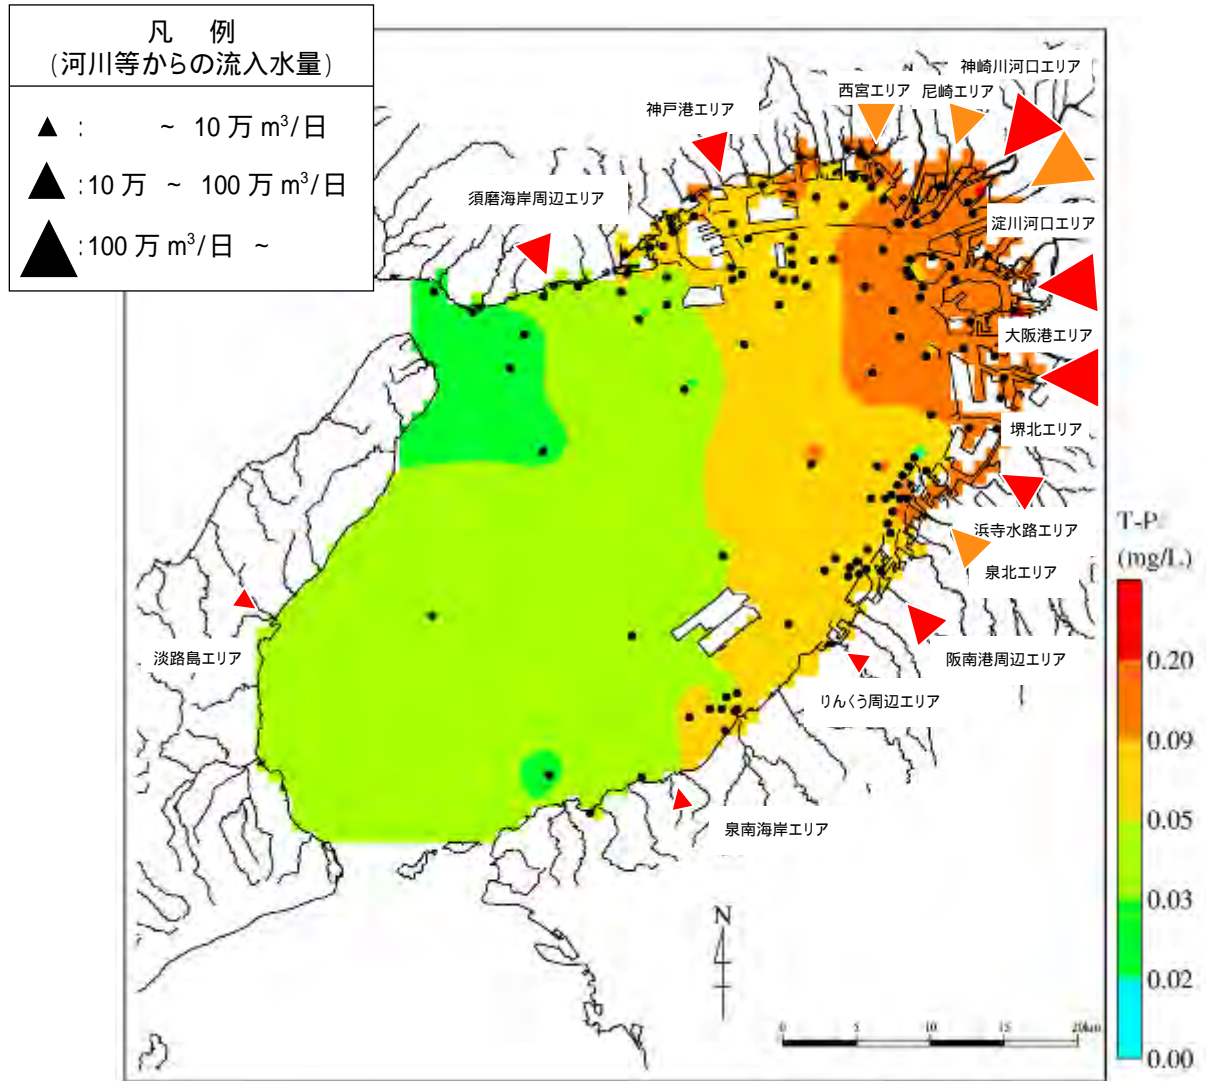 凡 例
(河川等からの流入水量)
: ~ 10 万 m³/日
:10 万 ~ 100 万 m³/日
:100 万 m³/日 ~
神崎川河口エリア
西宮エリア
尼崎エリア
神戸港エリア
須磨海岸周辺エリア
淀川河口エリア
大阪港エリア
堺北エリア
浜寺水路エリア
泉北エリア
阪南港周辺エリア
りんくう周辺エリア
淡路島エリア
泉南海岸エリア
T-P
(mg/L)
0.20
0.09
0.05
0.03
0.02
0.00
N
0 5 10 15 20km